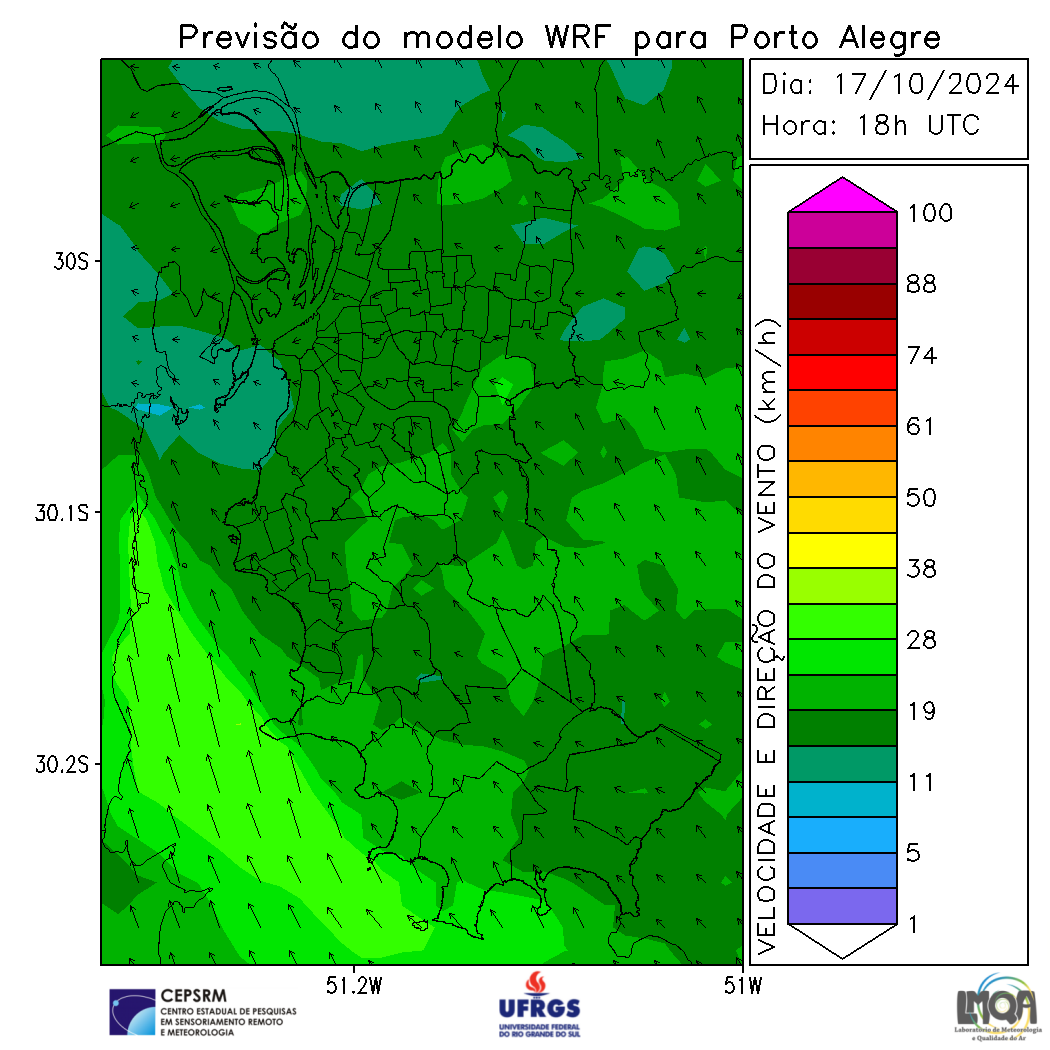 Previsão do modelo WRF para Porto Alegre
Dia: 17/10/2024
Hora: 18h UTC
30S
30.1S
30.2S
51.2W
51W
VELOCIDADE E DIREÇÃO DO VENTO (km/h)
100
88
74
61
50
38
28
19
11
5
1
CEPSRM
CENTRO ESTADUAL DE PESQUISAS
EM SENSORIAMENTO REMOTO
E METEOROLOGIA
UFRGS
UNIVERSIDADE FEDERAL
DO RIO GRANDE DO SUL
LMQA
Laboratório de Meteorologia
e Qualidade do Ar